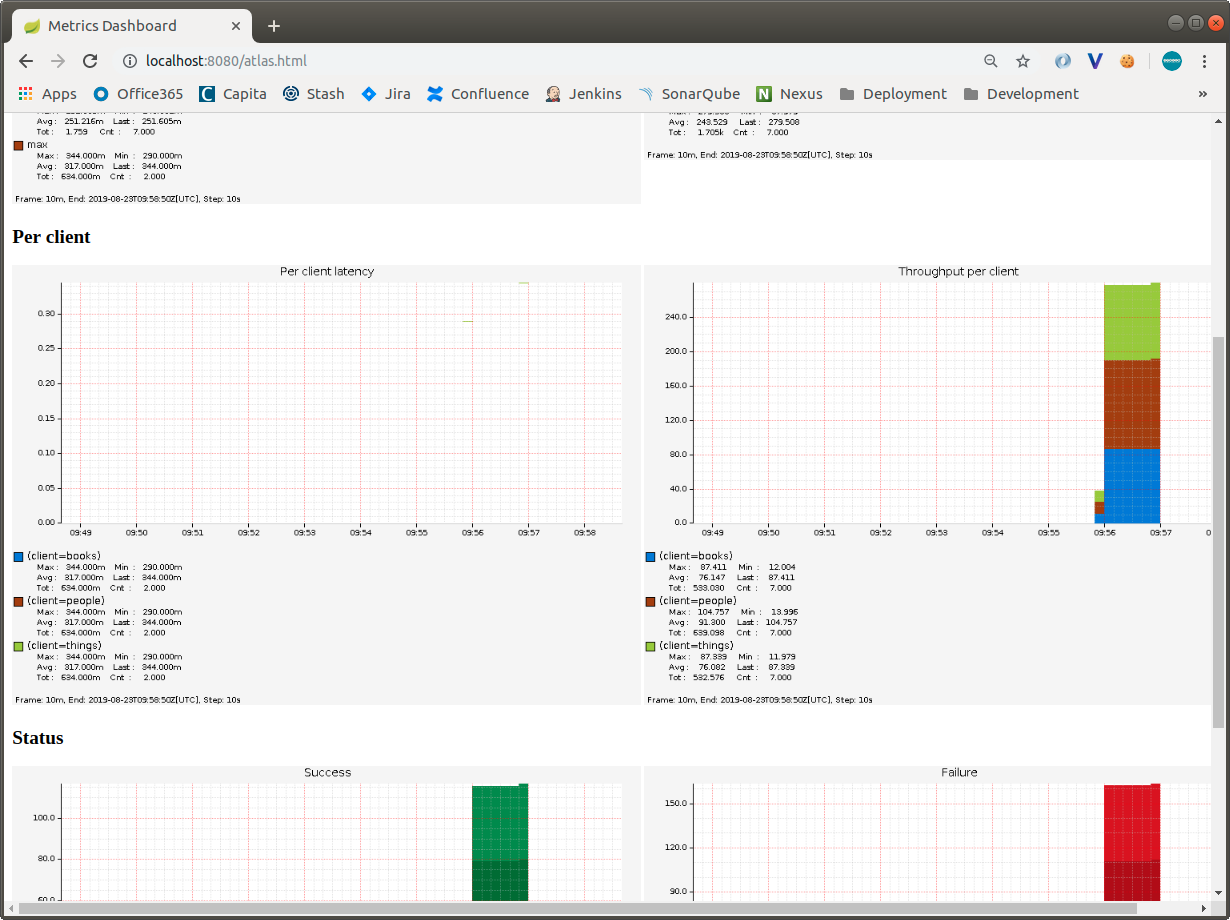 Metrics Dashboard
localhost:8080/atlas.html
Apps Office365 Capita Stash Jira Confluence Jenkins SonarQube Nexus Deployment Development »
Avg : 251.216m Last : 251.605m
Tot : 1.759 Cnt : 7.000
max
Max : 344.000m Min : 290.000m
Avg : 317.000m Last : 344.000m
Tot : 634.000m Cnt : 2.000
Frame: 10m, End: 2019-08-23T09:58:50Z[UTC], Step: 10s
Avg : 243.529 Last : 279.508
Tot : 1.705k Cnt : 7.000
Frame: 10m, End: 2019-08-23T09:58:50Z[UTC], Step: 10s
Per client
Per client latency
0.30
0.25
0.20
0.15
0.10
0.05
0.00
09:49 09:50 09:51 09:52 09:53 09:54 09:55 09:56 09:57 09:58
(client=books)
Max : 344.000m Min : 290.000m
Avg : 317.000m Last : 344.000m
Tot : 634.000m Cnt : 2.000
(client=people)
Max : 344.000m Min : 290.000m
Avg : 317.000m Last : 344.000m
Tot : 634.000m Cnt : 2.000
(client=things)
Max : 344.000m Min : 290.000m
Avg : 317.000m Last : 344.000m
Tot : 634.000m Cnt : 2.000
Frame: 10m, End: 2019-08-23T09:58:50Z[UTC], Step: 10s
Throughput per client
240.0
200.0
160.0
120.0
80.0
40.0
0.0
09:49 09:50 09:51 09:52 09:53 09:54 09:55 09:56 09:57 0
(client=books)
Max : 87.411 Min : 12.004
Avg : 76.147 Last : 87.411
Tot : 533.030 Cnt : 7.000
(client=people)
Max : 104.757 Min : 13.996
Avg : 91.300 Last : 104.757
Tot : 639.098 Cnt : 7.000
(client=things)
Max : 87.339 Min : 11.979
Avg : 76.082 Last : 87.339
Tot : 532.576 Cnt : 7.000
Frame: 10m, End: 2019-08-23T09:58:50Z[UTC], Step: 10s
Status
Success
100.0
80.0
60.0
Failure
150.0
120.0
90.0